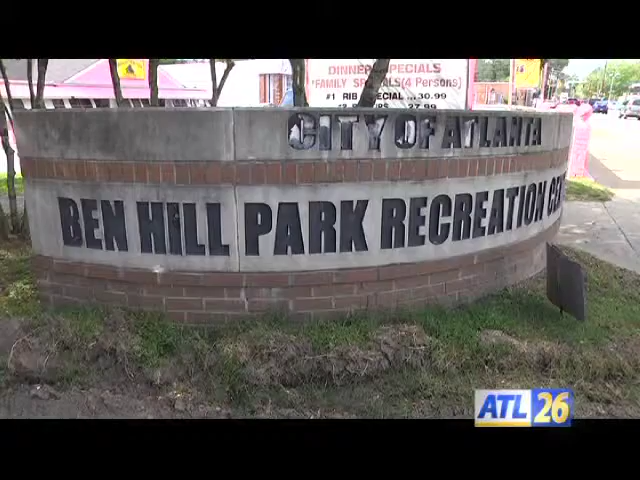 DINNER SPECIALS
*FAMILY SPECIALS(4 Persons)
#1 RIB SPECIAL ...30.99
27.99
CITY OF ATLANTA
BEN HILL PARK RECREATION CE
ATL 26